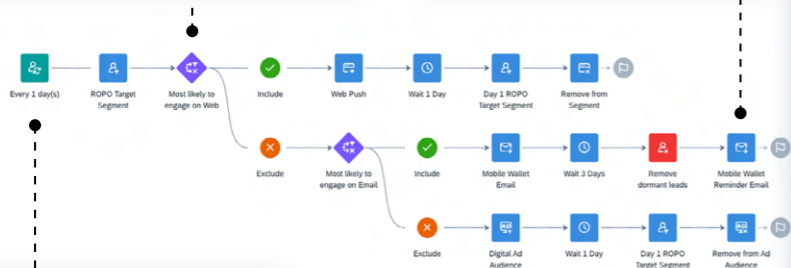 Every 1 day(s)
ROPO Target
Segment
Most likely to
engage on Web
Include
Web Push
Wait 1 Day
Day 1 ROPO
Target Segment
Remove from
Segment
Exclude
Most likely to
engage on Email
Include
Mobile Wallet
Email
Wait 3 Days
Remove
dormant leads
Mobile Wallet
Reminder Email
Exclude
Digital Ad
Audience
Wait 1 Day
Day 1 ROPO
Target Segment
Remove from Ad
Audience